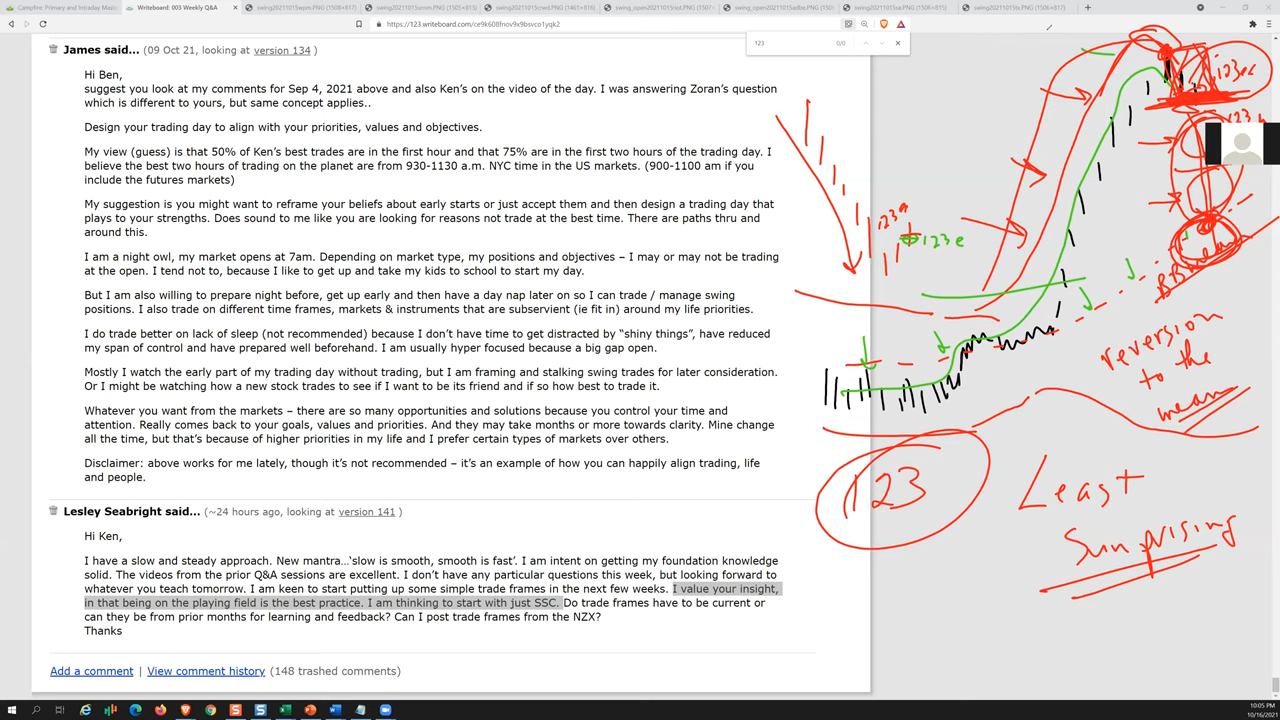 Campfire: Primary and Intraday Master
Writeboard: 003 Weekly Q&A
https://123.writeboard.com/ce9k608fnov9x9bsvco1yqk2
123
0/0
James said... (09 Oct 21, looking at version 134 )
Hi Ben,
suggest you look at my comments for Sep 4, 2021 above and also Ken's on the video of the day. I was answering Zoran's question
which is different to yours, but same concept applies..
Design your trading day to align with your priorities, values and objectives.
My view (guess) is that 50% of Ken's best trades are in the first hour and that 75% are in the first two hours of the trading day. I
believe the best two hours of trading on the planet are from 930-1130 a.m. NYC time in the US markets. (900-1100 am if you
include the futures markets)
My suggestion is you might want to reframe your beliefs about early starts or just accept them and then design a trading day that
plays to your strengths. Does sound to me like you are looking for reasons not trade at the best time. There are paths thru and
around this.
I am a night owl, my market opens at 7am. Depending on market type, my positions and objectives – I may or may not be trading
at the open. I tend not to, because I like to get up and take my kids to school to start my day.
But I am also willing to prepare night before, get up early and then have a day nap later on so I can trade / manage swing
positions. I also trade on different time frames, markets & instruments that are subservient (ie fit in) around my life priorities.
I do trade better on lack of sleep (not recommended) because I don't have time to get distracted by “shiny things”, have reduced
my span of control and have prepared well beforehand. I am usually hyper focused because a big gap open.
Mostly I watch the early part of my trading day without trading, but I am framing and stalking swing trades for later consideration.
Or I might be watching how a new stock trades to see if I want to be its friend and if so how best to trade it.
Whatever you want from the markets – there are so many opportunities and solutions because you control your time and
attention. Really comes back to your goals, values and priorities. And they may take months or more towards clarity. Mine change
all the time, but that's because of higher priorities in my life and I prefer certain types of markets over others.
Disclaimer: above works for me lately, though it's not recommended – it's an example of how you can happily align trading, life
and people.
Lesley Seabright said... (~24 hours ago, looking at version 141 )
Hi Ken,
I have a slow and steady approach. New mantra...‘slow is smooth, smooth is fast’. I am intent on getting my foundation knowledge
solid. The videos from the prior Q&A sessions are excellent. I don't have any particular questions this week, but looking forward to
whatever you teach tomorrow. I am keen to start putting up some simple trade frames in the next few weeks. I value your insight,
in that being on the playing field is the best practice. I am thinking to start with just SSC. Do trade frames have to be current or
can they be from prior months for learning and feedback? Can I post trade frames from the NZX?
Thanks
Add a comment | View comment history (148 trashed comments)
123e
reversion
to the
mean
123
Least
Surprising
10:05 PM
10/16/2021